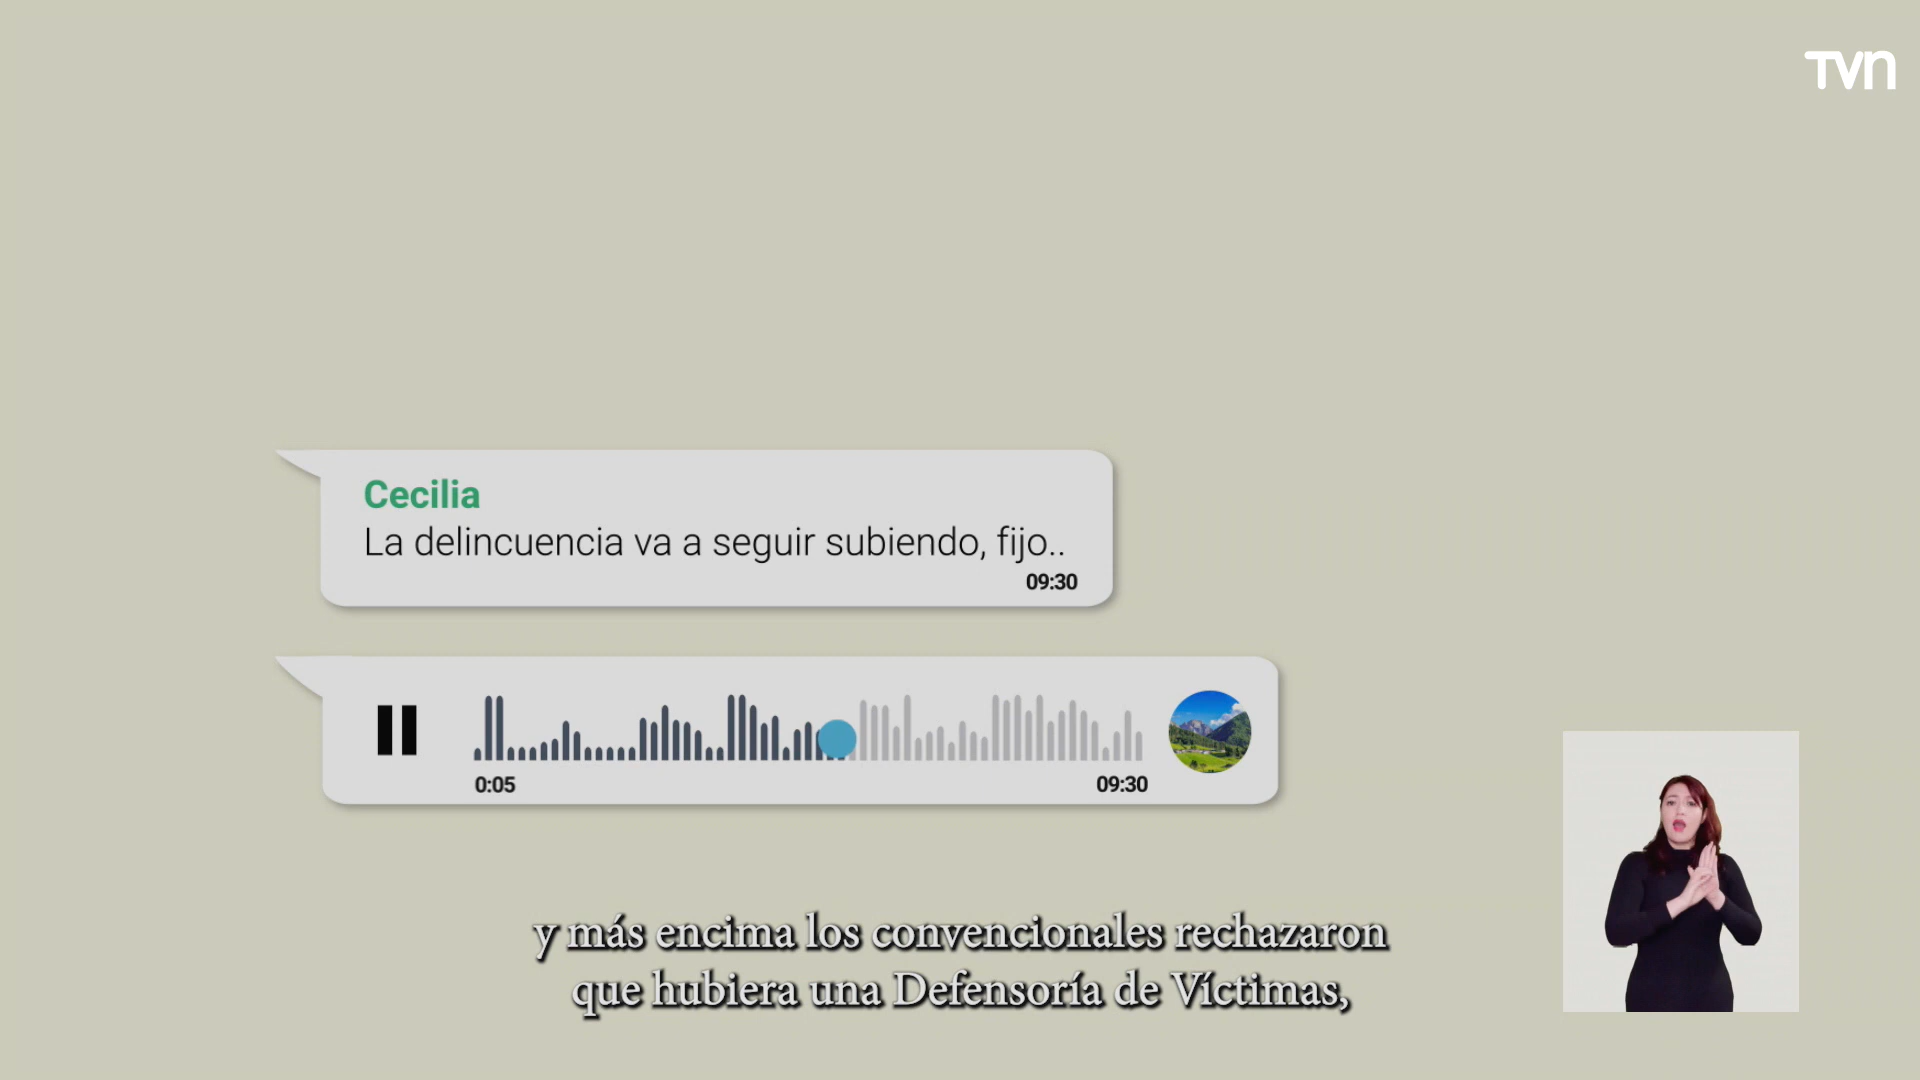 TVN
Cecilia
La delincuencia va a seguir subiendo, fijo..
09:30
0:05
09:30
y más encima los convencionales rechazaron
que hubiera una Defensoría de Víctimas,